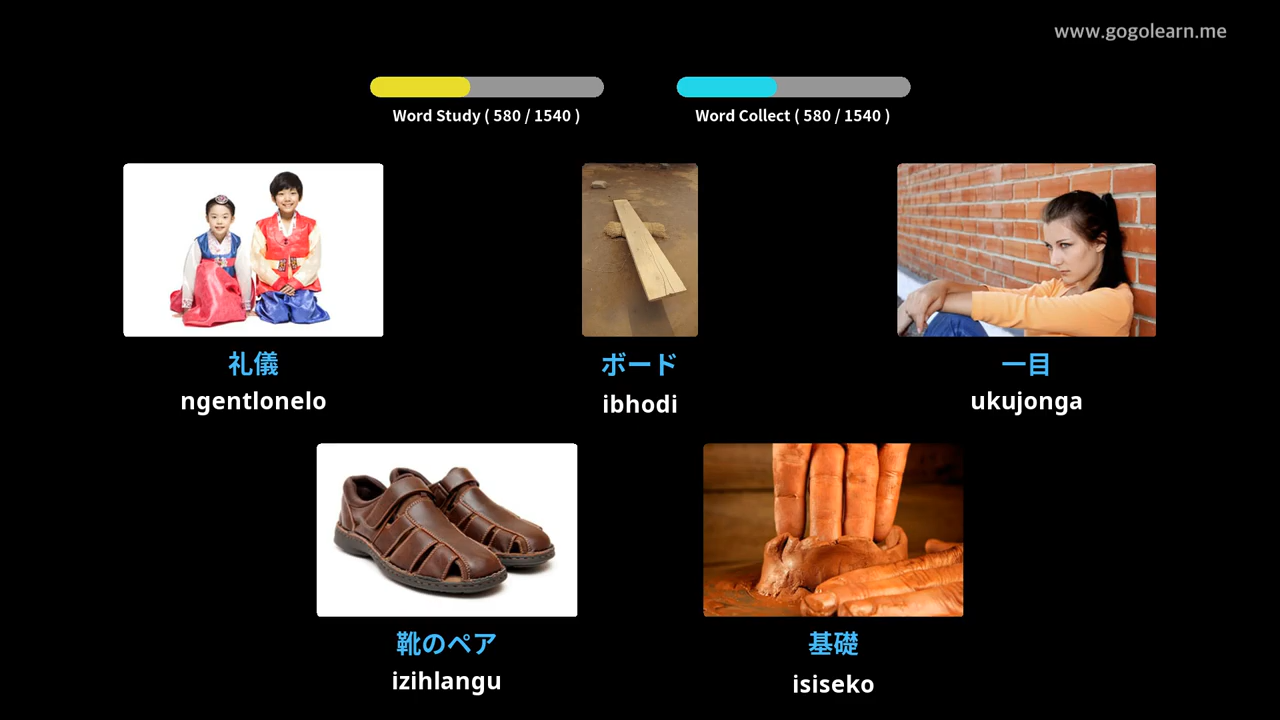 www.gogolearn.me
Word Study ( 580 / 1540 )
Word Collect ( 580 / 1540 )
礼儀
ngentlonelo
ボード
ibhodi
一目
ukujonga
靴のペア
izihlangu
基礎
isiseko